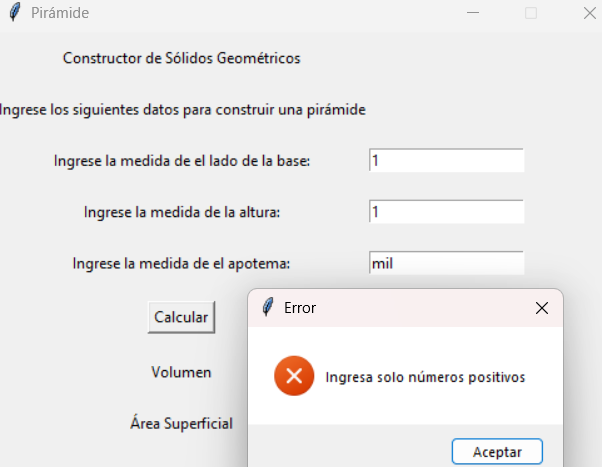 Pirámide
Constructor de Sólidos Geométricos
Ingrese los siguientes datos para construir una pirámide
Ingrese la medida de el lado de la base: 1
Ingrese la medida de la altura: 1
Ingrese la medida de el apotema: mil
Calcular
Volumen
Área Superficial
Error
Ingresa solo números positivos
Aceptar